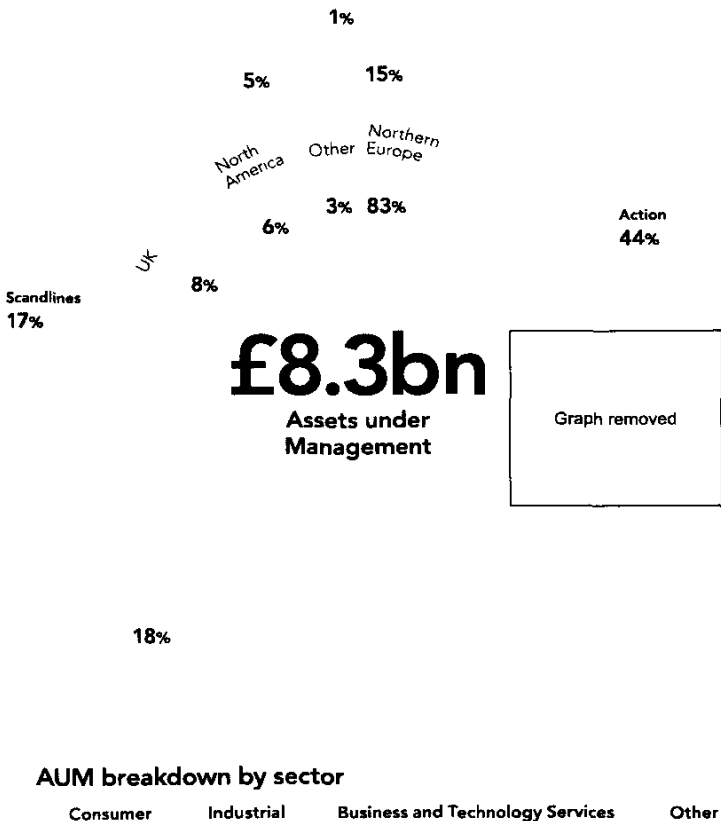 1%
5%
15%
North
America
Other
Northern
Europe
3%
83%
6%
Action
44%
UK
8%
Scandlines
17%
£8.3bn
Assets under
Management
Graph removed
18%
AUM breakdown by sector
Consumer Industrial Business and Technology Services Other